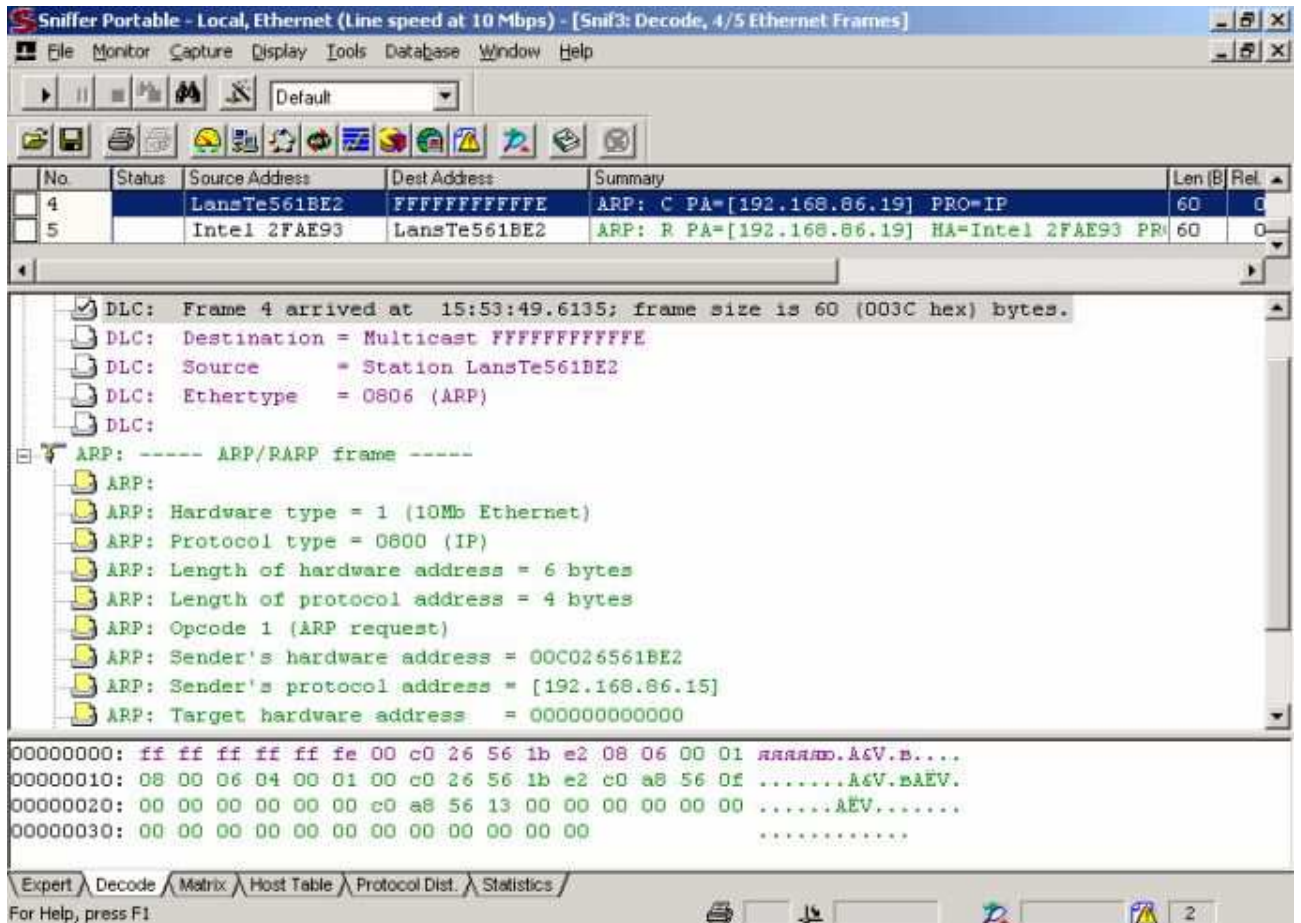 Sniffer Portable - Local, Ethernet (Line speed at 10 Mbps) - [Snif3: Decode, 4/5 Ethernet Frames]
File Monitor Capture Display Tools Database Window Help
Default
No. Status Source Address Dest Address Summary Len (B Rel.
4 LansTe561BE2 FFFFFFFFFFFE ARP: C PA=[192.168.86.19] PRO=IP 60 0
5 Intel 2FAE93 LansTe561BE2 ARP: R PA=[192.168.86.19] HA=Intel 2FAE93 PR 60 0
DLC: Frame 4 arrived at 15:53:49.6135; frame size is 60 (003C hex) bytes.
DLC: Destination = Multicast FFFFFFFFFFFE
DLC: Source = Station LansTe561BE2
DLC: Ethertype = 0806 (ARP)
DLC:
ARP: ----- ARP/RARP frame -----
ARP:
ARP: Hardware type = 1 (10Mb Ethernet)
ARP: Protocol type = 0800 (IP)
ARP: Length of hardware address = 6 bytes
ARP: Length of protocol address = 4 bytes
ARP: Opcode 1 (ARP request)
ARP: Sender's hardware address = 00C026561BE2
ARP: Sender's protocol address = [192.168.86.15]
ARP: Target hardware address = 000000000000
00000000: ff ff ff ff ff fe 00 c0 26 56 1b e2 08 06 00 01 яяяяяю.А&V.в....
00000010: 08 00 06 04 00 01 00 c0 26 56 1b e2 c0 a8 56 0f .......А&V.вАЁV.
00000020: 00 00 00 00 00 00 c0 a8 56 13 00 00 00 00 00 00 ......АЁV.......
00000030: 00 00 00 00 00 00 00 00 00 00 00 00 ............
Expert Decode Matrix Host Table Protocol Dist. Statistics
For Help, press F1 2